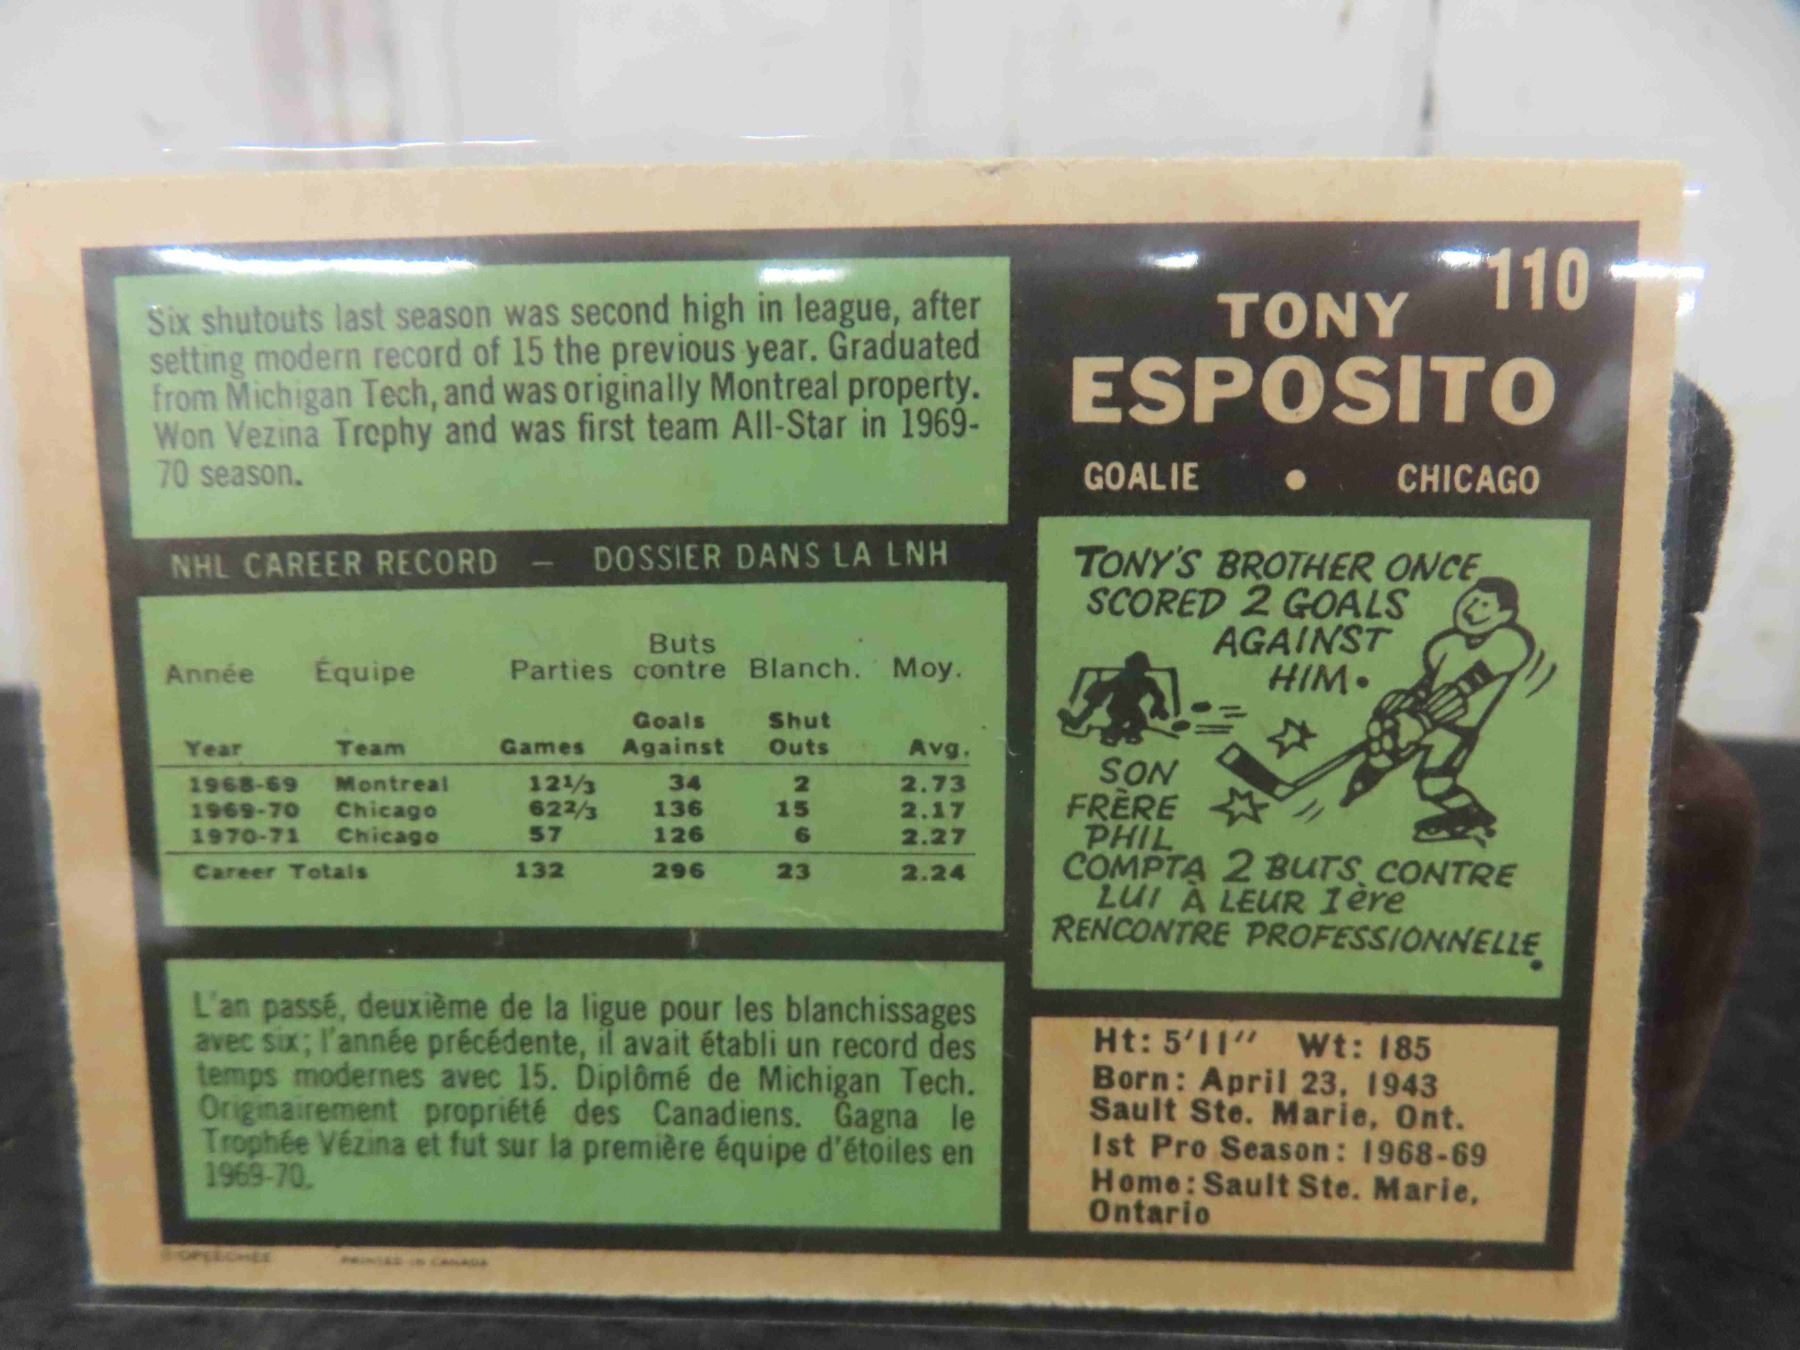 110
TONY
ESPOSITO
GOALIE • CHICAGO
Six shutouts last season was second high in league, after
setting modern record of 15 the previous year. Graduated
from Michigan Tech, and was originally Montreal property.
Won Vezina Trophy and was first team All-Star in 1969-
70 season.
NHL CAREER RECORD — DOSSIER DANS LA LNH
Année Équipe Parties Buts contre Blanch. Moy.
Year Team Games Goals Against Shut Outs Avg.
1968-69 Montreal 12 1/3 34 2 2.73
1969-70 Chicago 62 2/3 136 15 2.17
1970-71 Chicago 57 126 6 2.27
Career Totals 132 296 23 2.24
L'an passé, deuxième de la ligue pour les blanchissages
avec six; l'année précédente, il avait établi un record des
temps modernes avec 15. Diplômé de Michigan Tech.
Originairement propriété des Canadiens. Gagna le
Trophée Vézina et fut sur la première équipe d'étoiles en
1969-70.
TONY'S BROTHER ONCE
SCORED 2 GOALS
AGAINST
HIM.
SON
FRÈRE
PHIL
COMPTA 2 BUTS CONTRE
LUI À LEUR 1ère
RENCONTRE PROFESSIONNELLE.
Ht: 5'11" Wt: 185
Born: April 23, 1943
Sault Ste. Marie, Ont.
1st Pro Season: 1968-69
Home: Sault Ste. Marie,
Ontario
©OPEECHEE PRINTED IN CANADA